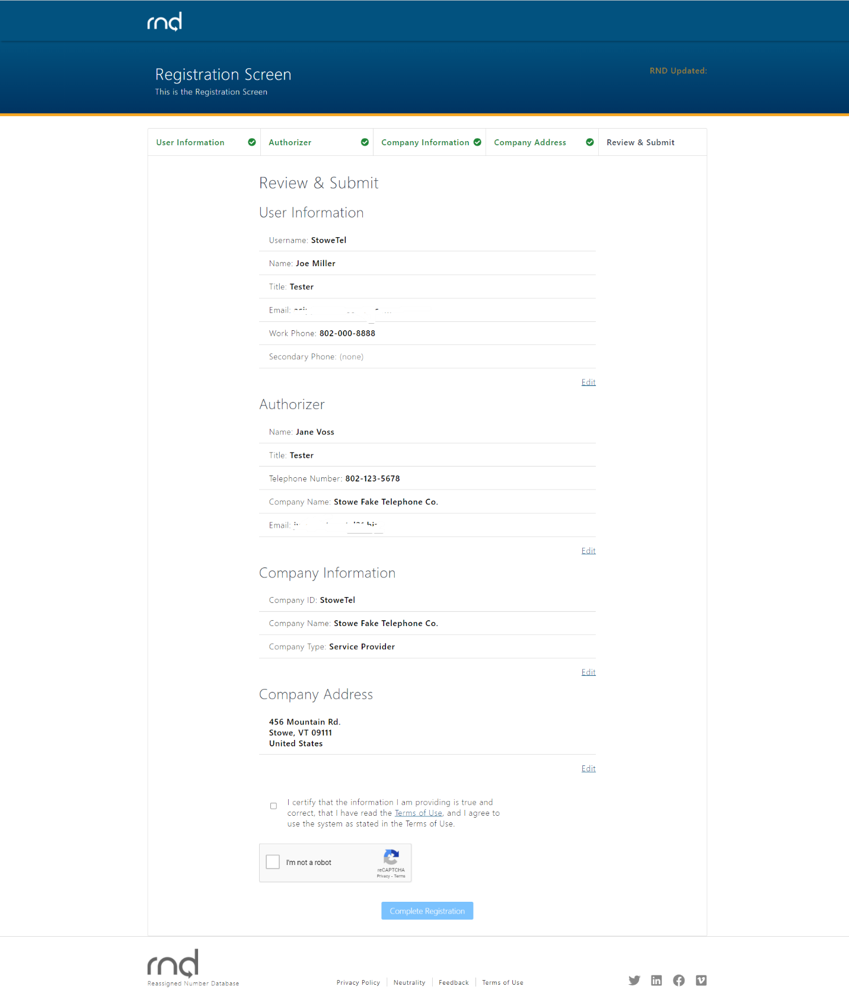 rnd
Registration Screen
This is the Registration Screen
RND Updated:
User Information
Authorizer
Company Information
Company Address
Review & Submit
Review & Submit
User Information
Username: StoweTel
Name: Joe Miller
Title: Tester
Email:
Work Phone: 802-000-8888
Secondary Phone: (none)
Edit
Authorizer
Name: Jane Voss
Title: Tester
Telephone Number: 802-123-5678
Company Name: Stowe Fake Telephone Co.
Email:
Edit
Company Information
Company ID: StoweTel
Company Name: Stowe Fake Telephone Co.
Company Type: Service Provider
Edit
Company Address
456 Mountain Rd.
Stowe, VT 09111
United States
Edit
I certify that the information I am providing is true and
correct, that I have read the Terms of Use, and I agree to
use the system as stated in the Terms of Use.
I'm not a robot
reCAPTCHA
Privacy - Terms
Complete Registration
rnd
Reassigned Number Database
Privacy Policy
Neutrality
Feedback
Terms of Use